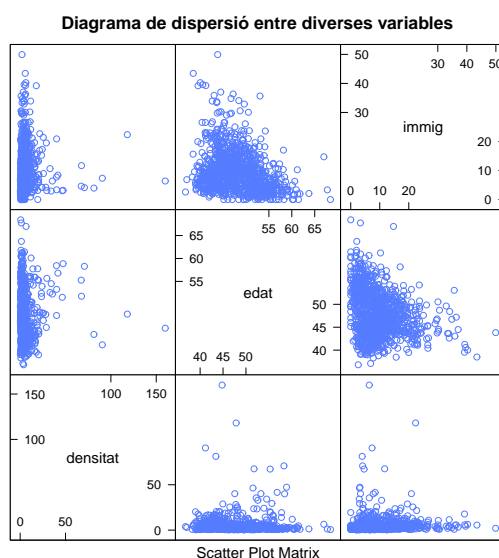 Diagrama de dispersió entre diverses variables
30 40 50
50
40
30
immig
20
10
0
0 10 20
55 60 65
65
60
55
edat
50
45
40
40 45 50
100 150
150
100
densitat
50
0
0 50
Scatter Plot Matrix